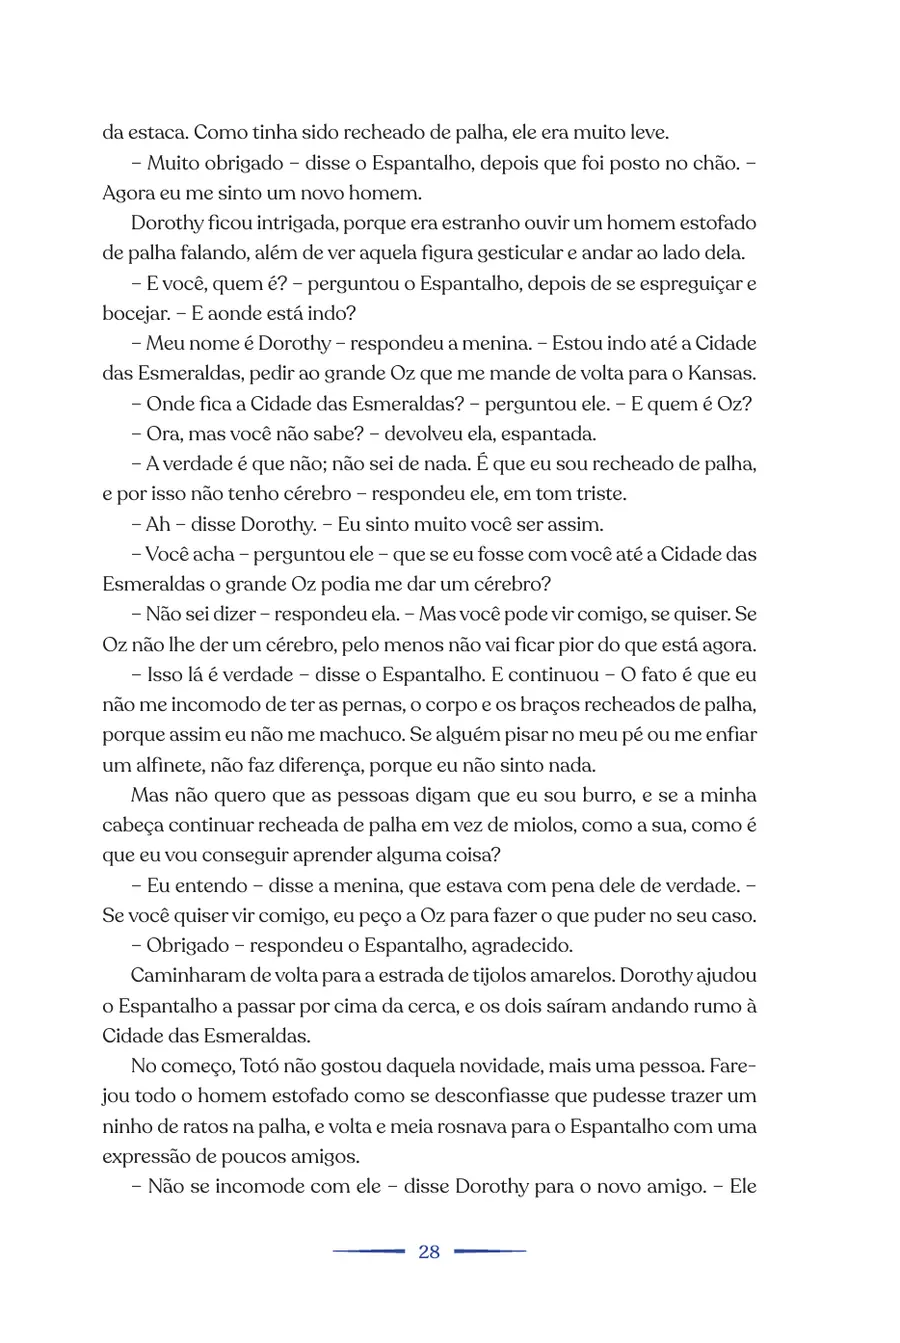 da estaca. Como tinha sido recheado de palha, ele era muito leve.
– Muito obrigado – disse o Espantalho, depois que foi posto no chão. –
Agora eu me sinto um novo homem.
Dorothy ficou intrigada, porque era estranho ouvir um homem estofado
de palha falando, além de ver aquela figura gesticular e andar ao lado dela.
– E você, quem é? – perguntou o Espantalho, depois de se espreguiçar e
bocejar. – E aonde está indo?
– Meu nome é Dorothy – respondeu a menina. – Estou indo até a Cidade
das Esmeraldas, pedir ao grande Oz que me mande de volta para o Kansas.
– Onde fica a Cidade das Esmeraldas? – perguntou ele. – E quem é Oz?
– Ora, mas você não sabe? – devolveu ela, espantada.
– A verdade é que não; não sei de nada. É que eu sou recheado de palha,
e por isso não tenho cérebro – respondeu ele, em tom triste.
– Ah – disse Dorothy. – Eu sinto muito você ser assim.
– Você acha – perguntou ele – que se eu fosse com você até a Cidade das
Esmeraldas o grande Oz podia me dar um cérebro?
– Não sei dizer – respondeu ela. – Mas você pode vir comigo, se quiser. Se
Oz não lhe der um cérebro, pelo menos não vai ficar pior do que está agora.
– Isso lá é verdade – disse o Espantalho. E continuou – O fato é que eu
não me incomodo de ter as pernas, o corpo e os braços recheados de palha,
porque assim eu não me machuco. Se alguém pisar no meu pé ou me enfiar
um alfinete, não faz diferença, porque eu não sinto nada.
Mas não quero que as pessoas digam que eu sou burro, e se a minha
cabeça continuar recheada de palha em vez de miolos, como a sua, como é
que eu vou conseguir aprender alguma coisa?
– Eu entendo – disse a menina, que estava com pena dele de verdade. –
Se você quiser vir comigo, eu peço a Oz para fazer o que puder no seu caso.
– Obrigado – respondeu o Espantalho, agradecido.
Caminharam de volta para a estrada de tijolos amarelos. Dorothy ajudou
o Espantalho a passar por cima da cerca, e os dois saíram andando rumo à
Cidade das Esmeraldas.
No começo, Totó não gostou daquela novidade, mais uma pessoa. Fare-
jou todo o homem estofado como se desconfiasse que pudesse trazer um
ninho de ratos na palha, e volta e meia rosnava para o Espantalho com uma
expressão de poucos amigos.
– Não se incomode com ele – disse Dorothy para o novo amigo. – Ele
28